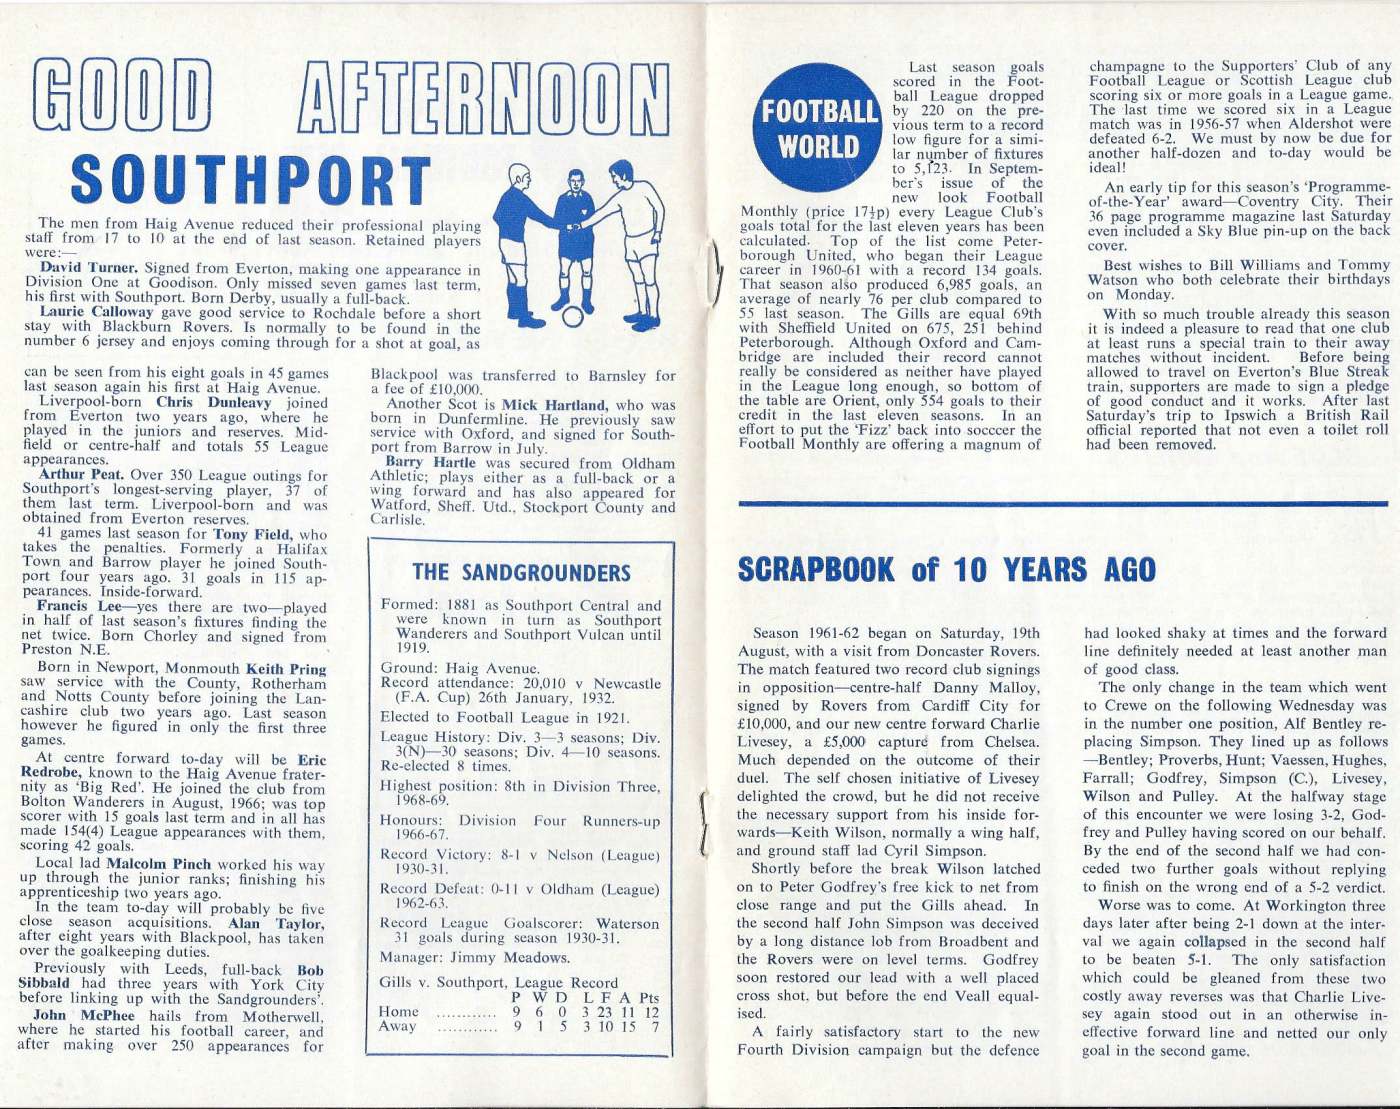 GOOD AFTERNOON
SOUTHPORT
The men from Haig Avenue reduced their professional playing
staff from 17 to 10 at the end of last season. Retained players
were:—
David Turner. Signed from Everton, making one appearance in
Division One at Goodison. Only missed seven games last term,
his first with Southport. Born Derby, usually a full-back.
Laurie Calloway gave good service to Rochdale before a short
stay with Blackburn Rovers. Is normally to be found in the
number 6 jersey and enjoys coming through for a shot at goal, as
can be seen from his eight goals in 45 games
last season again his first at Haig Avenue.
Liverpool-born Chris Dunleavy joined
from Everton two years ago, where he
played in the juniors and reserves. Mid-
field or centre-half and totals 55 League
appearances.
Arthur Peat. Over 350 League outings for
Southport's longest-serving player, 37 of
them last term. Liverpool-born and was
obtained from Everton reserves.
41 games last season for Tony Field, who
takes the penalties. Formerly a Halifax
Town and Barrow player he joined South-
port four years ago. 31 goals in 115 ap-
pearances. Inside-forward.
Francis Lee—yes there are two—played
in half of last season's fixtures finding the
net twice. Born Chorley and signed from
Preston N.E.
Born in Newport, Monmouth Keith Pring
saw service with the County, Rotherham
and Notts County before joining the Lan-
cashire club two years ago. Last season
however he figured in only the first three
games.
At centre forward to-day will be Eric
Redrobe, known to the Haig Avenue frater-
nity as 'Big Red'. He joined the club from
Bolton Wanderers in August, 1966; was top
scorer with 15 goals last term and in all has
made 154(4) League appearances with them,
scoring 42 goals.
Local lad Malcolm Pinch worked his way
up through the junior ranks; finishing his
apprenticeship two years ago.
In the team to-day will probably be five
close season acquisitions. Alan Taylor,
after eight years with Blackpool, has taken
over the goalkeeping duties.
Previously with Leeds, full-back Bob
Sibbald had three years with York City
before linking up with the Sandgrounders'.
John McPhee hails from Motherwell,
where he started his football career, and
after making over 250 appearances for
Blackpool was transferred to Barnsley for
a fee of £10,000.
Another Scot is Mick Hartland, who was
born in Dunfermline. He previously saw
service with Oxford, and signed for South-
port from Barrow in July.
Barry Hartle was secured from Oldham
Athletic; plays either as a full-back or a
wing forward and has also appeared for
Watford, Sheff. Utd., Stockport County and
Carlisle.
THE SANDGROUNDERS
Formed: 1881 as Southport Central and
were known in turn as Southport
Wanderers and Southport Vulcan until
1919.
Ground: Haig Avenue.
Record attendance: 20,010 v Newcastle
(F.A. Cup) 26th January, 1932.
Elected to Football League in 1921.
League History: Div. 3—3 seasons; Div.
3(N)—30 seasons; Div. 4—10 seasons.
Re-elected 8 times.
Highest position: 8th in Division Three,
1968-69.
Honours: Division Four Runners-up
1966-67.
Record Victory: 8-1 v Nelson (League)
1930-31.
Record Defeat: 0-11 v Oldham (League)
1962-63.
Record League Goalscorer: Waterson
31 goals during season 1930-31.
Manager: Jimmy Meadows.
Gills v. Southport, League Record
P W D L F A Pts
Home ............ 9 6 0 3 23 11 12
Away ............ 9 1 5 3 10 15 7
FOOTBALL
WORLD
Last season goals
scored in the Foot-
ball League dropped
by 220 on the pre-
vious term to a record
low figure for a simi-
lar number of fixtures
to 5,123. In Septem-
ber's issue of the
new look Football
Monthly (price 17½p) every League Club's
goals total for the last eleven years has been
calculated. Top of the list come Peter-
borough United, who began their League
career in 1960-61 with a record 134 goals.
That season also produced 6,985 goals, an
average of nearly 76 per club compared to
55 last season. The Gills are equal 69th
with Sheffield United on 675, 251 behind
Peterborough. Although Oxford and Cam-
bridge are included their record cannot
really be considered as neither have played
in the League long enough, so bottom of
the table are Orient, only 554 goals to their
credit in the last eleven seasons. In an
effort to put the 'Fizz' back into socccer the
Football Monthly are offering a magnum of
champagne to the Supporters' Club of any
Football League or Scottish League club
scoring six or more goals in a League game.
The last time we scored six in a League
match was in 1956-57 when Aldershot were
defeated 6-2. We must by now be due for
another half-dozen and to-day would be
ideal!
An early tip for this season's 'Programme-
of-the-Year' award—Coventry City. Their
36 page programme magazine last Saturday
even included a Sky Blue pin-up on the back
cover.
Best wishes to Bill Williams and Tommy
Watson who both celebrate their birthdays
on Monday.
With so much trouble already this season
it is indeed a pleasure to read that one club
at least runs a special train to their away
matches without incident. Before being
allowed to travel on Everton's Blue Streak
train, supporters are made to sign a pledge
of good conduct and it works. After last
Saturday's trip to Ipswich a British Rail
official reported that not even a toilet roll
had been removed.
SCRAPBOOK of 10 YEARS AGO
Season 1961-62 began on Saturday, 19th
August, with a visit from Doncaster Rovers.
The match featured two record club signings
in opposition—centre-half Danny Malloy,
signed by Rovers from Cardiff City for
£10,000, and our new centre forward Charlie
Livesey, a £5,000 capture from Chelsea.
Much depended on the outcome of their
duel. The self chosen initiative of Livesey
delighted the crowd, but he did not receive
the necessary support from his inside for-
wards—Keith Wilson, normally a wing half,
and ground staff lad Cyril Simpson.
Shortly before the break Wilson latched
on to Peter Godfrey's free kick to net from
close range and put the Gills ahead. In
the second half John Simpson was deceived
by a long distance lob from Broadbent and
the Rovers were on level terms. Godfrey
soon restored our lead with a well placed
cross shot, but before the end Veall equal-
ised.
A fairly satisfactory start to the new
Fourth Division campaign but the defence
had looked shaky at times and the forward
line definitely needed at least another man
of good class.
The only change in the team which went
to Crewe on the following Wednesday was
in the number one position, Alf Bentley re-
placing Simpson. They lined up as follows
—Bentley; Proverbs, Hunt; Vaessen, Hughes,
Farrall; Godfrey, Simpson (C.), Livesey,
Wilson and Pulley. At the halfway stage
of this encounter we were losing 3-2, God-
frey and Pulley having scored on our behalf.
By the end of the second half we had con-
ceded two further goals without replying
to finish on the wrong end of a 5-2 verdict.
Worse was to come. At Workington three
days later after being 2-1 down at the inter-
val we again collapsed in the second half
to be beaten 5-1. The only satisfaction
which could be gleaned from these two
costly away reverses was that Charlie Live-
sey again stood out in an otherwise in-
effective forward line and netted our only
goal in the second game.